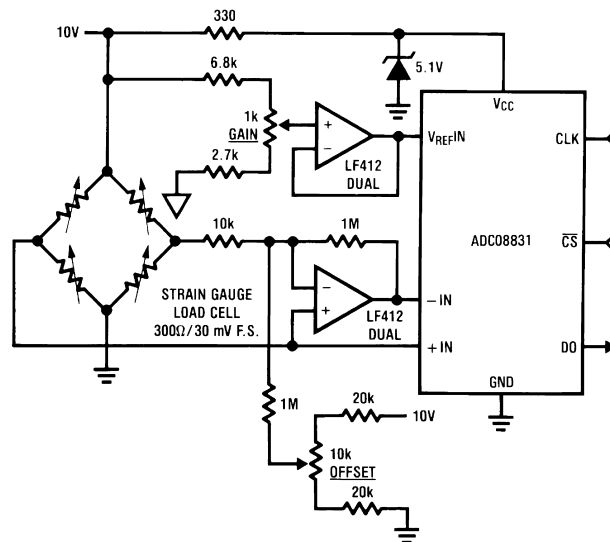 330
10V
6.8k
5.1V
VCC
1k
GAIN
+
−
LF412
DUAL
VREFIN
CLK
2.7k
10k
1M
ADC08831
CS
STRAIN GAUGE
LOAD CELL
300Ω/30 mV F.S.
−
+
LF412
DUAL
−IN
+IN
DO
GND
1M
20k
10V
10k
OFFSET
20k